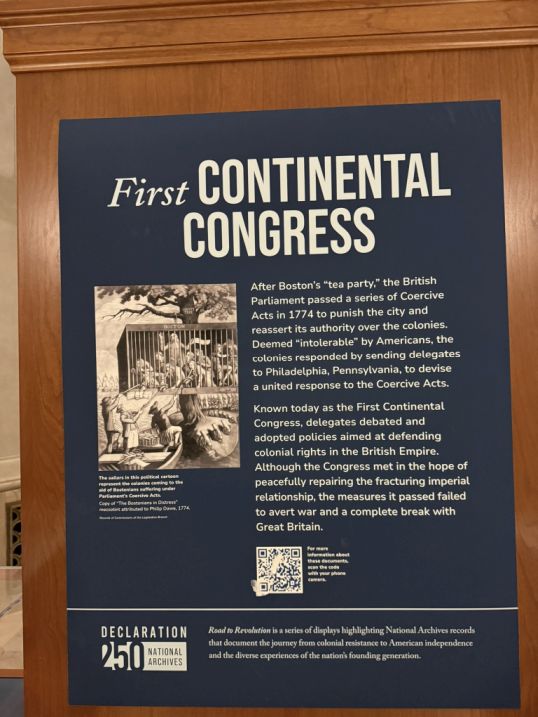 First CONTINENTAL
CONGRESS
After Boston's "tea party," the British
Parliament passed a series of Coercive
Acts in 1774 to punish the city and
reassert its authority over the colonies.
Deemed "intolerable" by Americans, the
colonies responded by sending delegates
to Philadelphia, Pennsylvania, to devise
a united response to the Coercive Acts.
Known today as the First Continental
Congress, delegates debated and
adopted policies aimed at defending
colonial rights in the British Empire.
Although the Congress met in the hope of
peacefully repairing the fracturing imperial
relationship, the measures it passed failed
to avert war and a complete break with
Great Britain.
BOSTON
The sailors in this political cartoon
represent the colonies coming to the
aid of Bostonians suffering under
Parliament's Coercive Acts.
Copy of "The Bostonians in Distress"
mezzotint attributed to Philip Dawe, 1774.
For more
information about
these documents,
scan the code
with your phone
camera.
DECLARATION
250 NATIONAL
ARCHIVES
Road to Revolution is a series of displays highlighting National Archives records
that document the journey from colonial resistance to American independence
and the diverse experiences of the nation's founding generation.